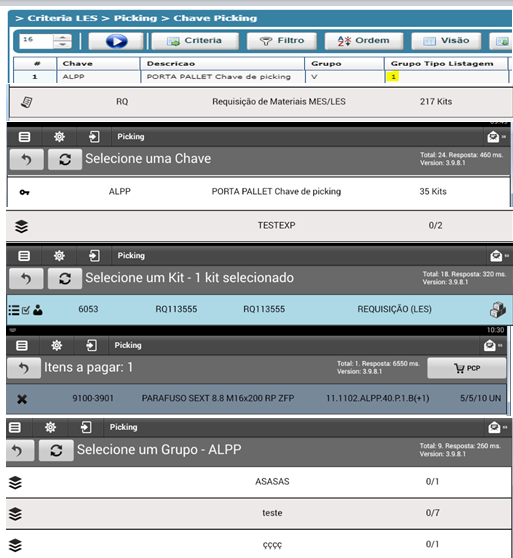 > Criteria LES > Picking > Chave Picking
16 Criteria Filtro Ordem Visão
# Chave Descricao Grupo Grupo Tipo Listagem
1 ALPP PORTA PALLET Chave de picking V 1
RQ Requisição de Materiais MES/LES 217 Kits
Picking
Selecione uma Chave Total: 24. Resposta: 460 ms.
Version: 3.9.8.1
ALPP PORTA PALLET Chave de picking 35 Kits
TESTEXP 0/2
Picking
Selecione um Kit - 1 kit selecionado Total: 18. Resposta: 320 ms.
Version: 3.9.8.1
6053 RQ113555 RQ113555 REQUISIÇÃO (LES)
10:30
Picking
Itens a pagar: 1 Total: 1. Resposta: 6550 ms. PCP
Version: 3.9.8.1
9100-3901 PARAFUSO SEXT 8.8 M16x200 RP ZFP 11.1102.ALPP.40.P.1.B(+1) 5/5/10 UN
Picking
Selecione um Grupo - ALPP Total: 9. Resposta: 260 ms.
Version: 3.9.8.1
ASASAS 0/1
teste 0/7
çççç 0/1